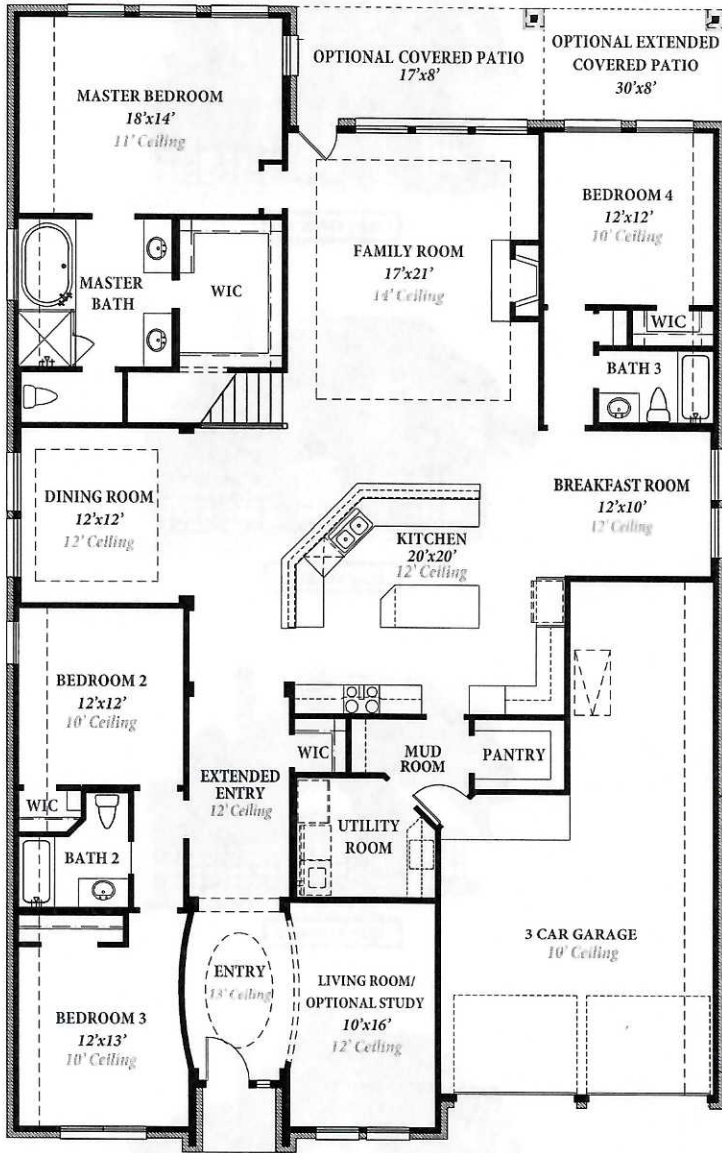 OPTIONAL COVERED PATIO
17'x8'
OPTIONAL EXTENDED
COVERED PATIO
30'x8'
MASTER BEDROOM
18'x14'
11' Ceiling
FAMILY ROOM
17'x21'
14' Ceiling
BEDROOM 4
12'x12'
10' Ceiling
MASTER
BATH
WIC
WIC
BATH 3
DINING ROOM
12'x12'
12' Ceiling
KITCHEN
20'x20'
12' Ceiling
BREAKFAST ROOM
12'x10'
12' Ceiling
BEDROOM 2
12'x12'
10' Ceiling
EXTENDED
ENTRY
12' Ceiling
WIC
MUD
ROOM
PANTRY
WIC
BATH 2
UTILITY
ROOM
3 CAR GARAGE
10' Ceiling
ENTRY
13' Ceiling
LIVING ROOM/
OPTIONAL STUDY
10'x16'
12' Ceiling
BEDROOM 3
12'x13'
10' Ceiling